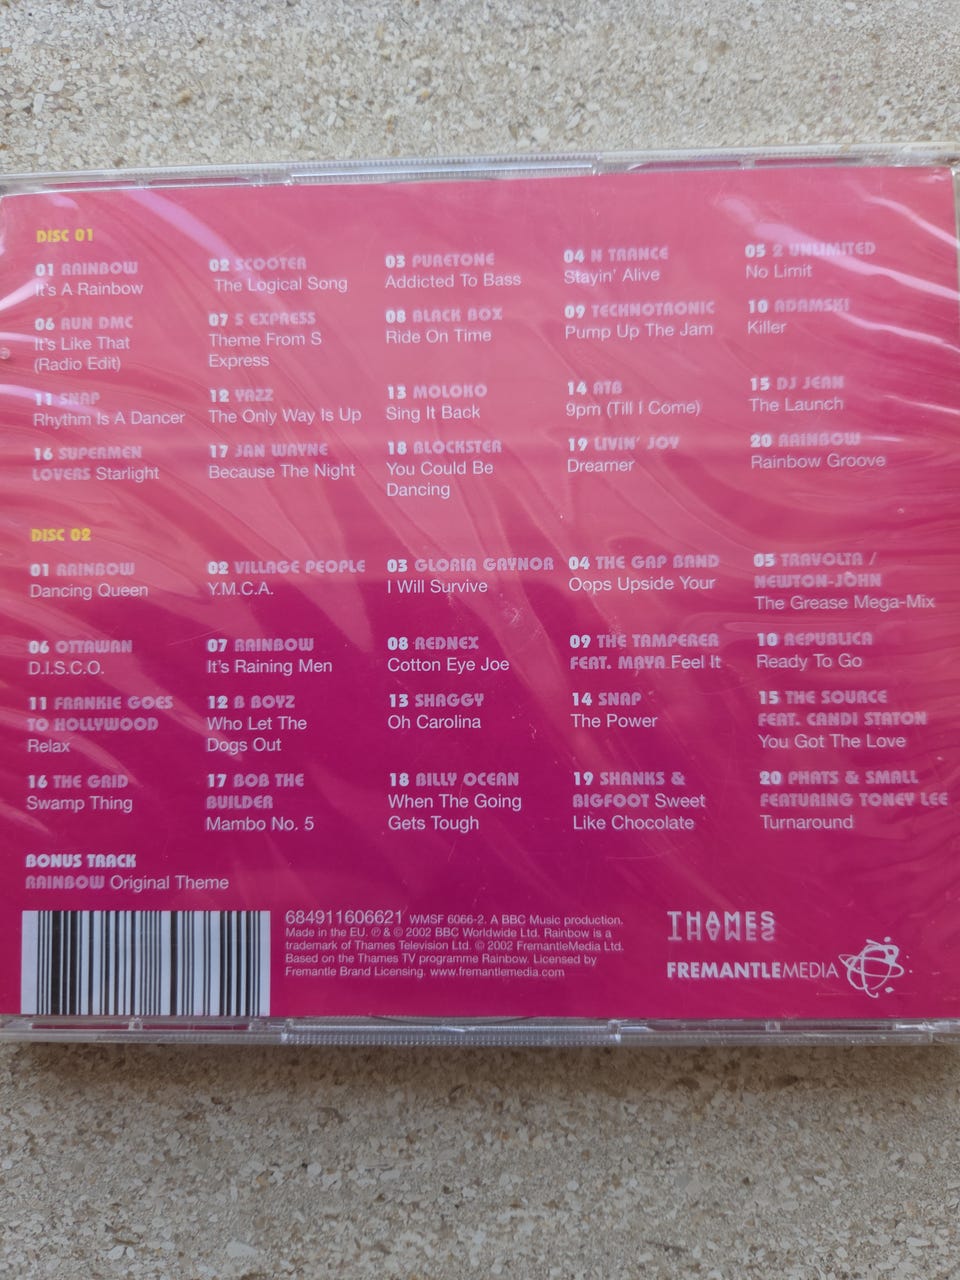 DISC 01
01 RAINBOW
It's A Rainbow
02 SCOOTER
The Logical Song
03 PURETONE
Addicted To Bass
04 N TRANCE
Stayin' Alive
05 2 UNLIMITED
No Limit
06 RUN DMC
It's Like That
(Radio Edit)
07 S EXPRESS
Theme From S
Express
08 BLACK BOX
Ride On Time
09 TECHNOTRONIC
Pump Up The Jam
10 ADAMSKI
Killer
11 SNAP
Rhythm Is A Dancer
12 YAZZ
The Only Way Is Up
13 MOLOKO
Sing It Back
14 ATB
9pm (Till I Come)
15 DJ JEAN
The Launch
16 SUPERMEN
LOVERS Starlight
17 JAN WAYNE
Because The Night
18 BLOCKSTER
You Could Be
Dancing
19 LIVIN' JOY
Dreamer
20 RAINBOW
Rainbow Groove
DISC 02
01 RAINBOW
Dancing Queen
02 VILLAGE PEOPLE
Y.M.C.A.
03 GLORIA GAYNOR
I Will Survive
04 THE GAP BAND
Oops Upside Your
05 TRAVOLTA /
NEWTON-JOHN
The Grease Mega-Mix
06 OTTAWAN
D.I.S.C.O.
07 RAINBOW
It's Raining Men
08 REDNEX
Cotton Eye Joe
09 THE TAMPERER
FEAT. MAYA Feel It
10 REPUBLICA
Ready To Go
11 FRANKIE GOES
TO HOLLYWOOD
Relax
12 B BOYZ
Who Let The
Dogs Out
13 SHAGGY
Oh Carolina
14 SNAP
The Power
15 THE SOURCE
FEAT. CANDI STATON
You Got The Love
16 THE GRID
Swamp Thing
17 BOB THE
BUILDER
Mambo No. 5
18 BILLY OCEAN
When The Going
Gets Tough
19 SHANKS &
BIGFOOT Sweet
Like Chocolate
20 PHATS & SMALL
FEATURING TONEY LEE
Turnaround
BONUS TRACK
RAINBOW Original Theme
684911606621 WMSF 6066-2. A BBC Music production.
Made in the EU. ℗ & © 2002 BBC Worldwide Ltd. Rainbow is a
trademark of Thames Television Ltd. © 2002 FremantleMedia Ltd.
Based on the Thames TV programme Rainbow. Licensed by
Fremantle Brand Licensing. www.fremantlemedia.com
THAMES
FREMANTLEMEDIA